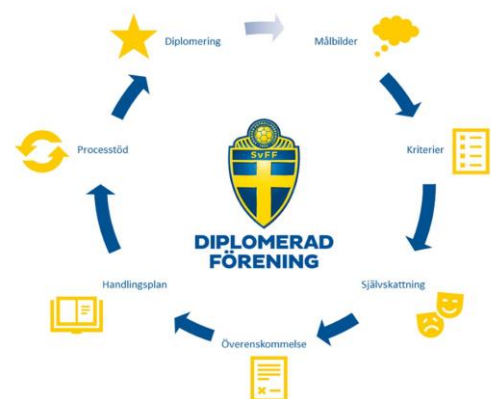 Diplomering
Målbilder
Processtöd
Kriterier
SvFF
DIPLOMERAD
FÖRENING
Handlingsplan
Självskattning
Överenskommelse